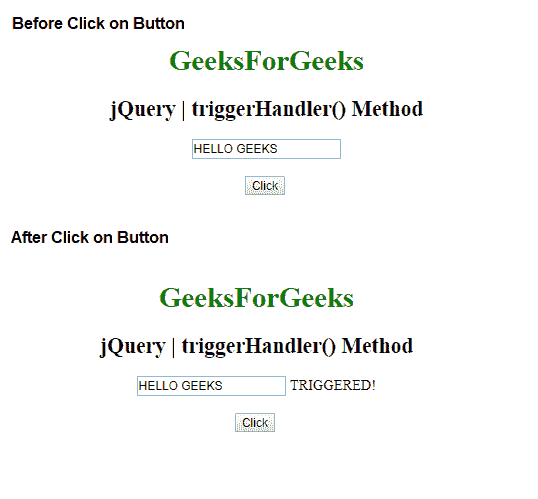 Before Click on Button
GeeksForGeeks
jQuery | triggerHandler() Method
HELLO GEEKS
Click
After Click on Button
GeeksForGeeks
jQuery | triggerHandler() Method
HELLO GEEKS TRIGGERED!
Click